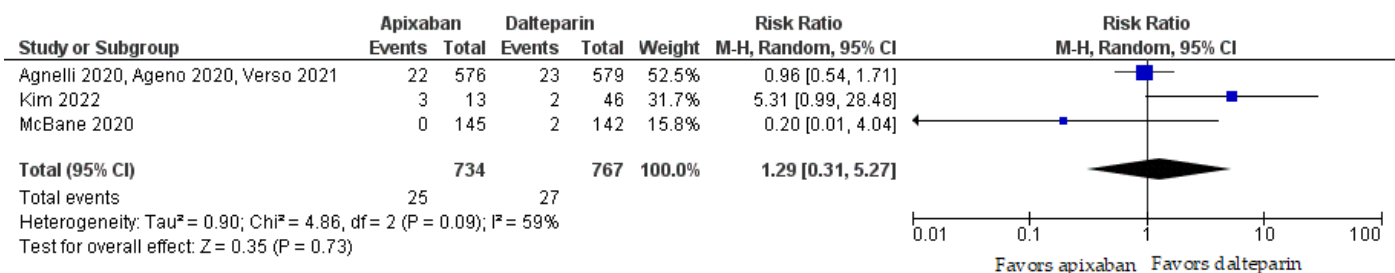 Apixaban Dalteparin Risk Ratio Risk Ratio
Study or Subgroup Events Total Events Total Weight M-H, Random, 95% CI M-H, Random, 95% CI
Agnelli 2020, Ageno 2020, Verso 2021 22 576 23 579 52.5% 0.96 [0.54, 1.71]
Kim 2022 3 13 2 46 31.7% 5.31 [0.99, 28.48]
McBane 2020 0 145 2 142 15.8% 0.20 [0.01, 4.04]
Total (95% CI) 734 767 100.0% 1.29 [0.31, 5.27]
Total events 25 27
Heterogeneity: Tau² = 0.90; Chi² = 4.86, df = 2 (P = 0.09); I² = 59%
Test for overall effect: Z = 0.35 (P = 0.73)
0.01 0.1 1 10 100
Favors apixaban Favors dalteparin